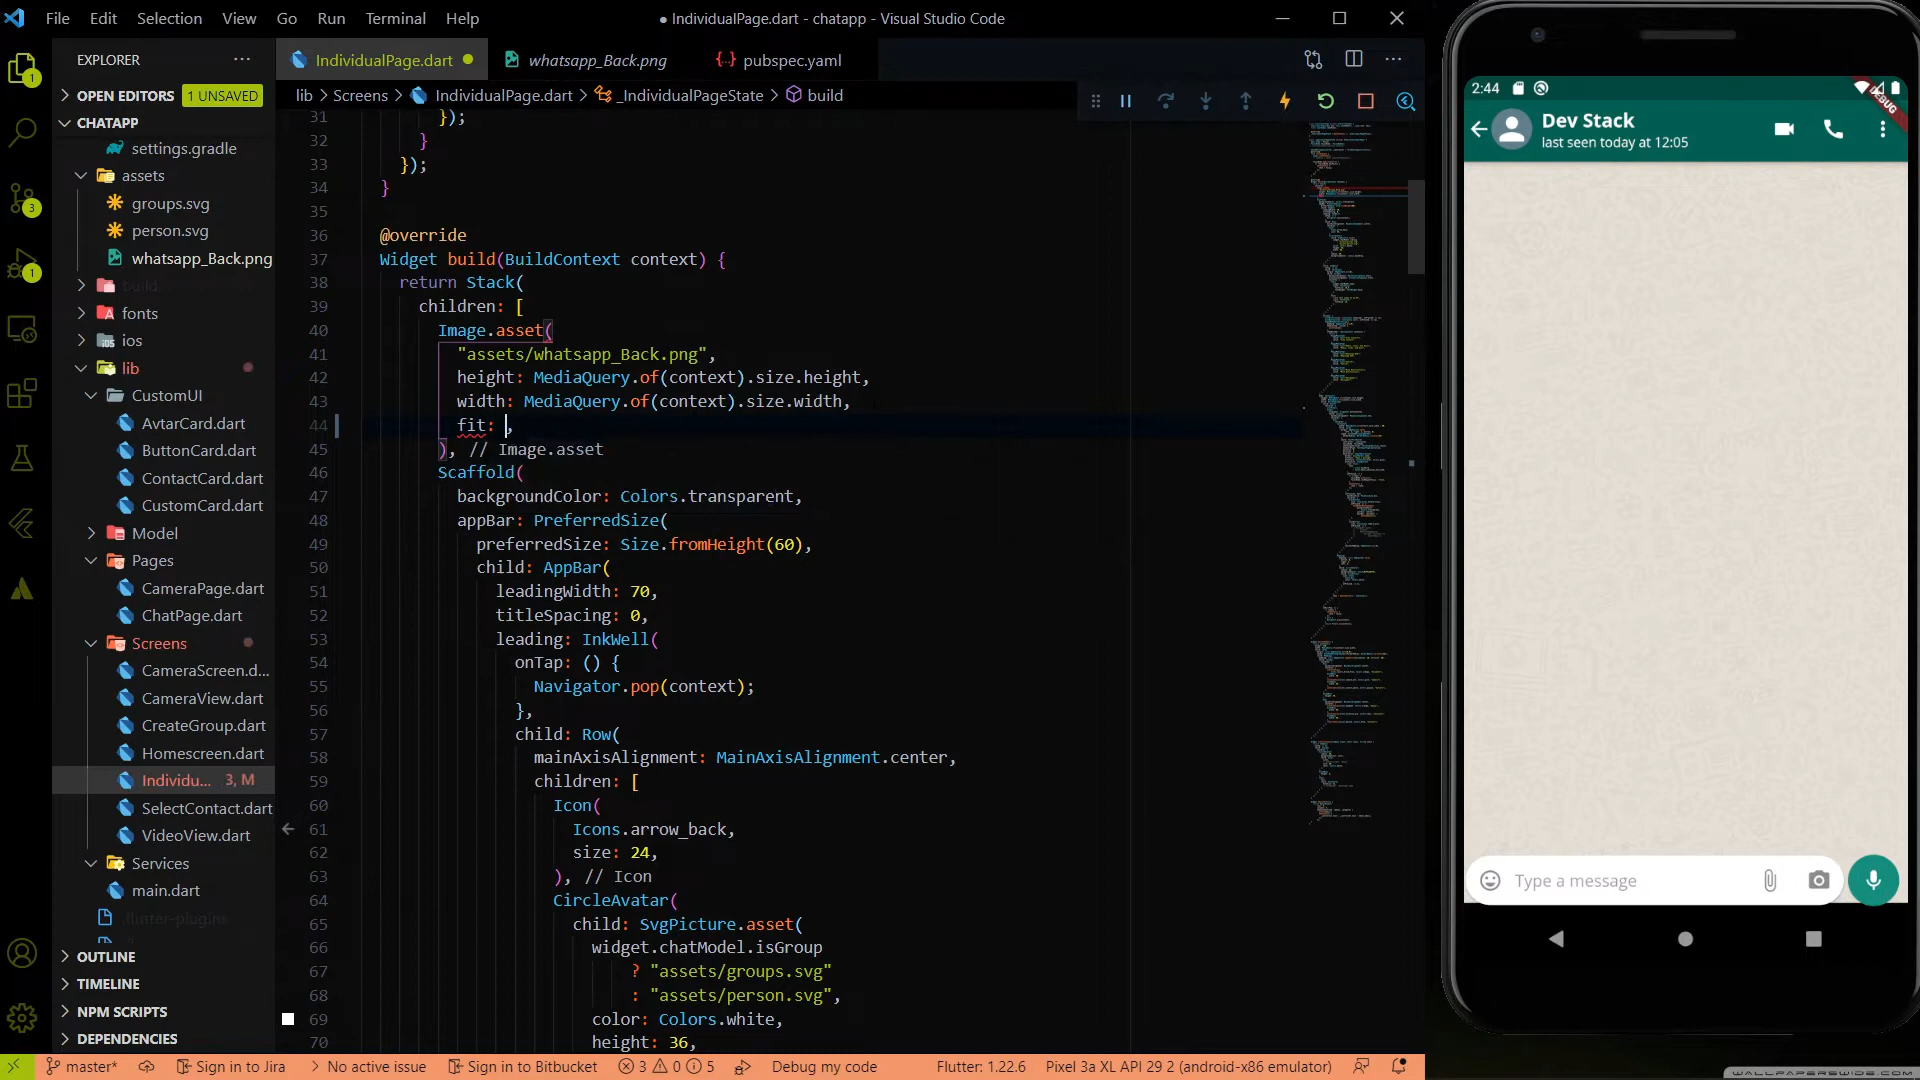 File Edit Selection View Go Run Terminal Help
● IndividualPage.dart - chatapp - Visual Studio Code
EXPLORER
OPEN EDITORS 1 UNSAVED
CHATAPP
settings.gradle
assets
groups.svg
person.svg
whatsapp_Back.png
build
fonts
ios
lib
CustomUI
AvtarCard.dart
ButtonCard.dart
ContactCard.dart
CustomCard.dart
Model
Pages
CameraPage.dart
ChatPage.dart
Screens
CameraScreen.d...
CameraView.dart
CreateGroup.dart
Homescreen.dart
Individu... 3, M
SelectContact.dart
VideoView.dart
Services
main.dart
.flutter-plugins
OUTLINE
TIMELINE
NPM SCRIPTS
DEPENDENCIES
1
3
1
IndividualPage.dart whatsapp_Back.png pubspec.yaml
lib > Screens > IndividualPage.dart > _IndividualPageState > build
31 });
32 }
33 });
34 }
35
36 @override
37 Widget build(BuildContext context) {
38 return Stack(
39 children: [
40 Image.asset(
41 "assets/whatsapp_Back.png",
42 height: MediaQuery.of(context).size.height,
43 width: MediaQuery.of(context).size.width,
44 fit: ,
45 ), // Image.asset
46 Scaffold(
47 backgroundColor: Colors.transparent,
48 appBar: PreferredSize(
49 preferredSize: Size.fromHeight(60),
50 child: AppBar(
51 leadingWidth: 70,
52 titleSpacing: 0,
53 leading: InkWell(
54 onTap: () {
55 Navigator.pop(context);
56 },
57 child: Row(
58 mainAxisAlignment: MainAxisAlignment.center,
59 children: [
60 Icon(
61 Icons.arrow_back,
62 size: 24,
63 ), // Icon
64 CircleAvatar(
65 child: SvgPicture.asset(
66 widget.chatModel.isGroup
67 ? "assets/groups.svg"
68 : "assets/person.svg",
69 color: Colors.white,
70 height: 36,
master* Sign in to Jira No active issue Sign in to Bitbucket 3 0 5 Debug my code Flutter: 1.22.6 Pixel 3a XL API 29 2 (android-x86 emulator)
2:44
DEBUG
Dev Stack
last seen today at 12:05
Type a message
WALLPAPERSWIDE.COM